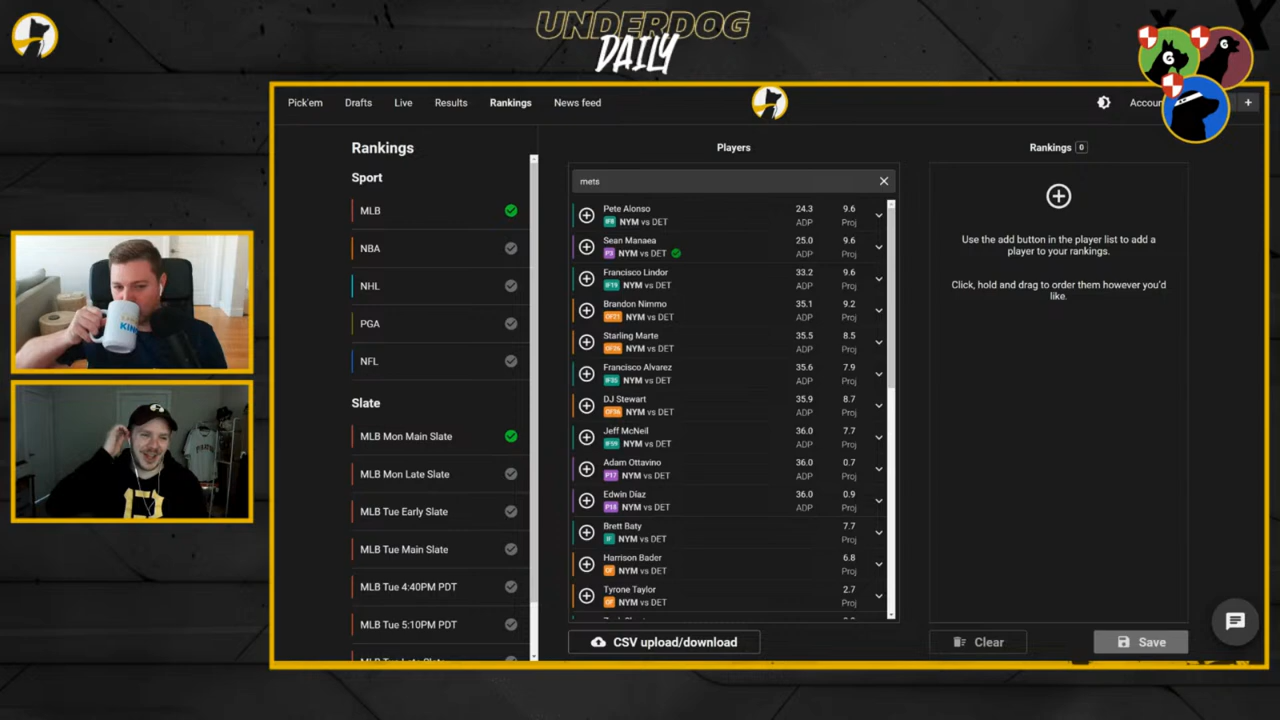 UNDERDOG
DAILY
Pick'em
Drafts
Live
Results
Rankings
News feed
+
Rankings
Sport
MLB
NBA
NHL
PGA
NFL
Slate
MLB Mon Main Slate
MLB Mon Late Slate
MLB Tue Early Slate
MLB Tue Main Slate
MLB Tue 4:40PM PDT
MLB Tue 5:10PM PDT
Players
mets
Pete Alonso 24.3 9.6
NYM vs DET ADP Proj
Sean Manaea 25.0 9.6
P3 NYM vs DET ADP Proj
Francisco Lindor 33.2 9.6
IF19 NYM vs DET ADP Proj
Brandon Nimmo 35.1 9.2
OF21 NYM vs DET ADP Proj
Starling Marte 35.5 8.5
NYM vs DET ADP Proj
Francisco Alvarez 35.6 7.9
NYM vs DET ADP Proj
DJ Stewart 35.9 8.7
NYM vs DET ADP Proj
Jeff McNeil 36.0 7.7
NYM vs DET ADP Proj
Adam Ottavino 36.0 0.7
P17 NYM vs DET ADP Proj
Edwin Díaz 36.0 0.9
NYM vs DET ADP Proj
Brett Baty 7.7
IF NYM vs DET Proj
Harrison Bader 6.8
OF NYM vs DET Proj
Tyrone Taylor 2.7
OF NYM vs DET Proj
CSV upload/download
Rankings 0
Use the add button in the player list to add a
player to your rankings.
Click, hold and drag to order them however you'd
like.
Clear
Save
G
G